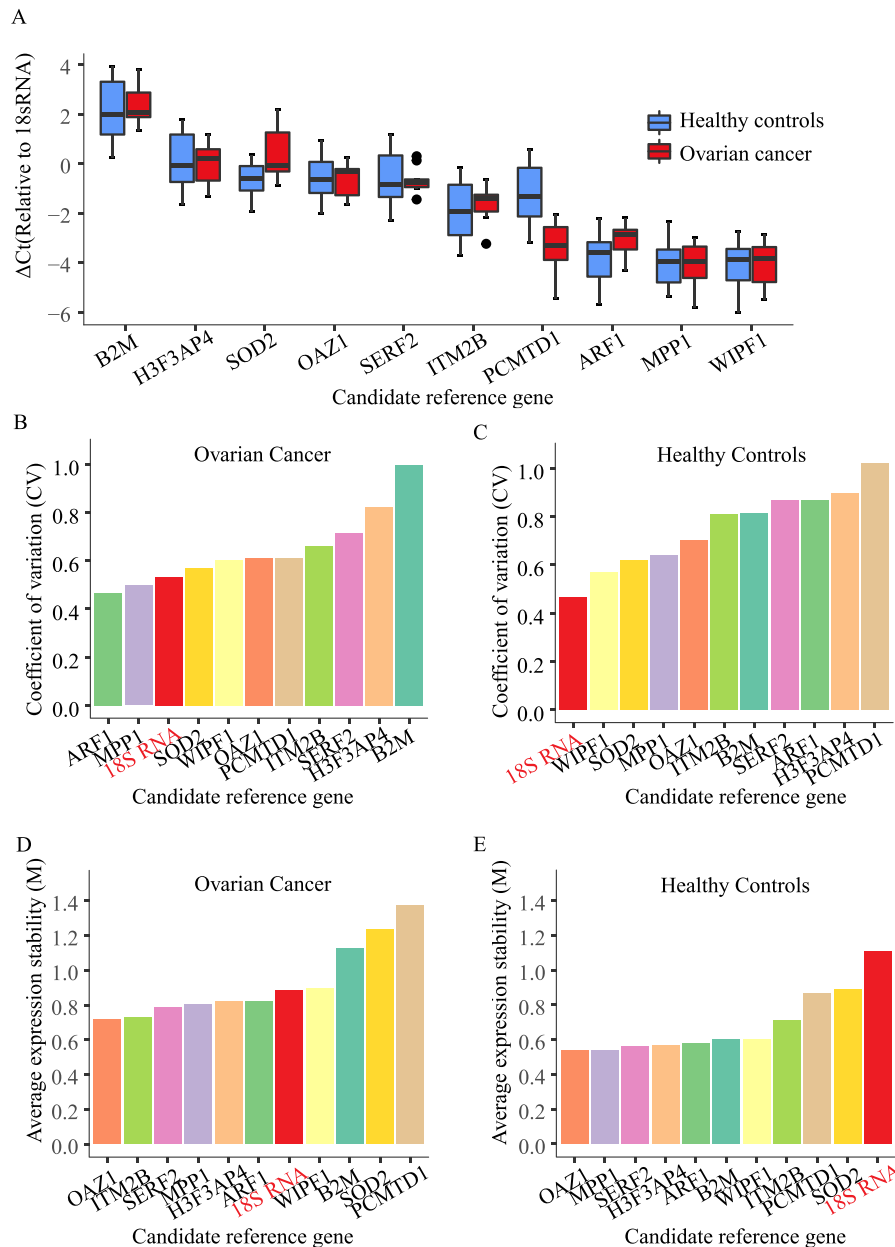 A
ΔCt(Relative to 18sRNA)
4
2
0
−2
−4
−6
Healthy controls
Ovarian cancer
B2M
H3F3AP4
SOD2
OAZ1
SERF2
ITM2B
PCMTD1
ARF1
MPP1
WIPF1
Candidate reference gene
B
Ovarian Cancer
Coefficient of variation (CV)
1.0
0.8
0.6
0.4
0.2
0.0
ARF1
MPP1
18S RNA
SOD2
WIPF1
OAZ1
PCMTD1
ITM2B
SERF2
H3F3AP4
B2M
Candidate reference gene
C
Healthy Controls
Coefficient of variation (CV)
1.0
0.8
0.6
0.4
0.2
0.0
18S RNA
WIPF1
SOD2
MPP1
OAZ1
ITM2B
B2M
SERF2
ARF1
H3F3AP4
PCMTD1
Candidate reference gene
D
Ovarian Cancer
Average expression stability (M)
1.4
1.2
1.0
0.8
0.6
0.4
0.2
0.0
OAZ1
ITM2B
SERF2
MPP1
H3F3AP4
ARF1
18S RNA
WIPF1
B2M
SOD2
PCMTD1
Candidate reference gene
E
Healthy Controls
Average expression stability (M)
1.4
1.2
1.0
0.8
0.6
0.4
0.2
0.0
OAZ1
MPP1
SERF2
H3F3AP4
ARF1
B2M
WIPF1
ITM2B
PCMTD1
SOD2
18S RNA
Candidate reference gene